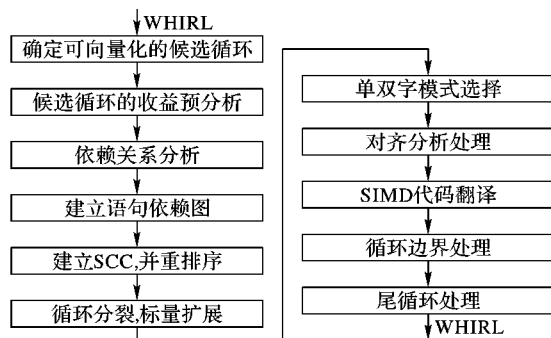 WHIRL
确定可向量化的候选循环
候选循环的收益预分析
依赖关系分析
建立语句依赖图
建立SCC,并重排序
循环分裂,标量扩展
单双字模式选择
对齐分析处理
SIMD代码翻译
循环边界处理
尾循环处理
WHIRL